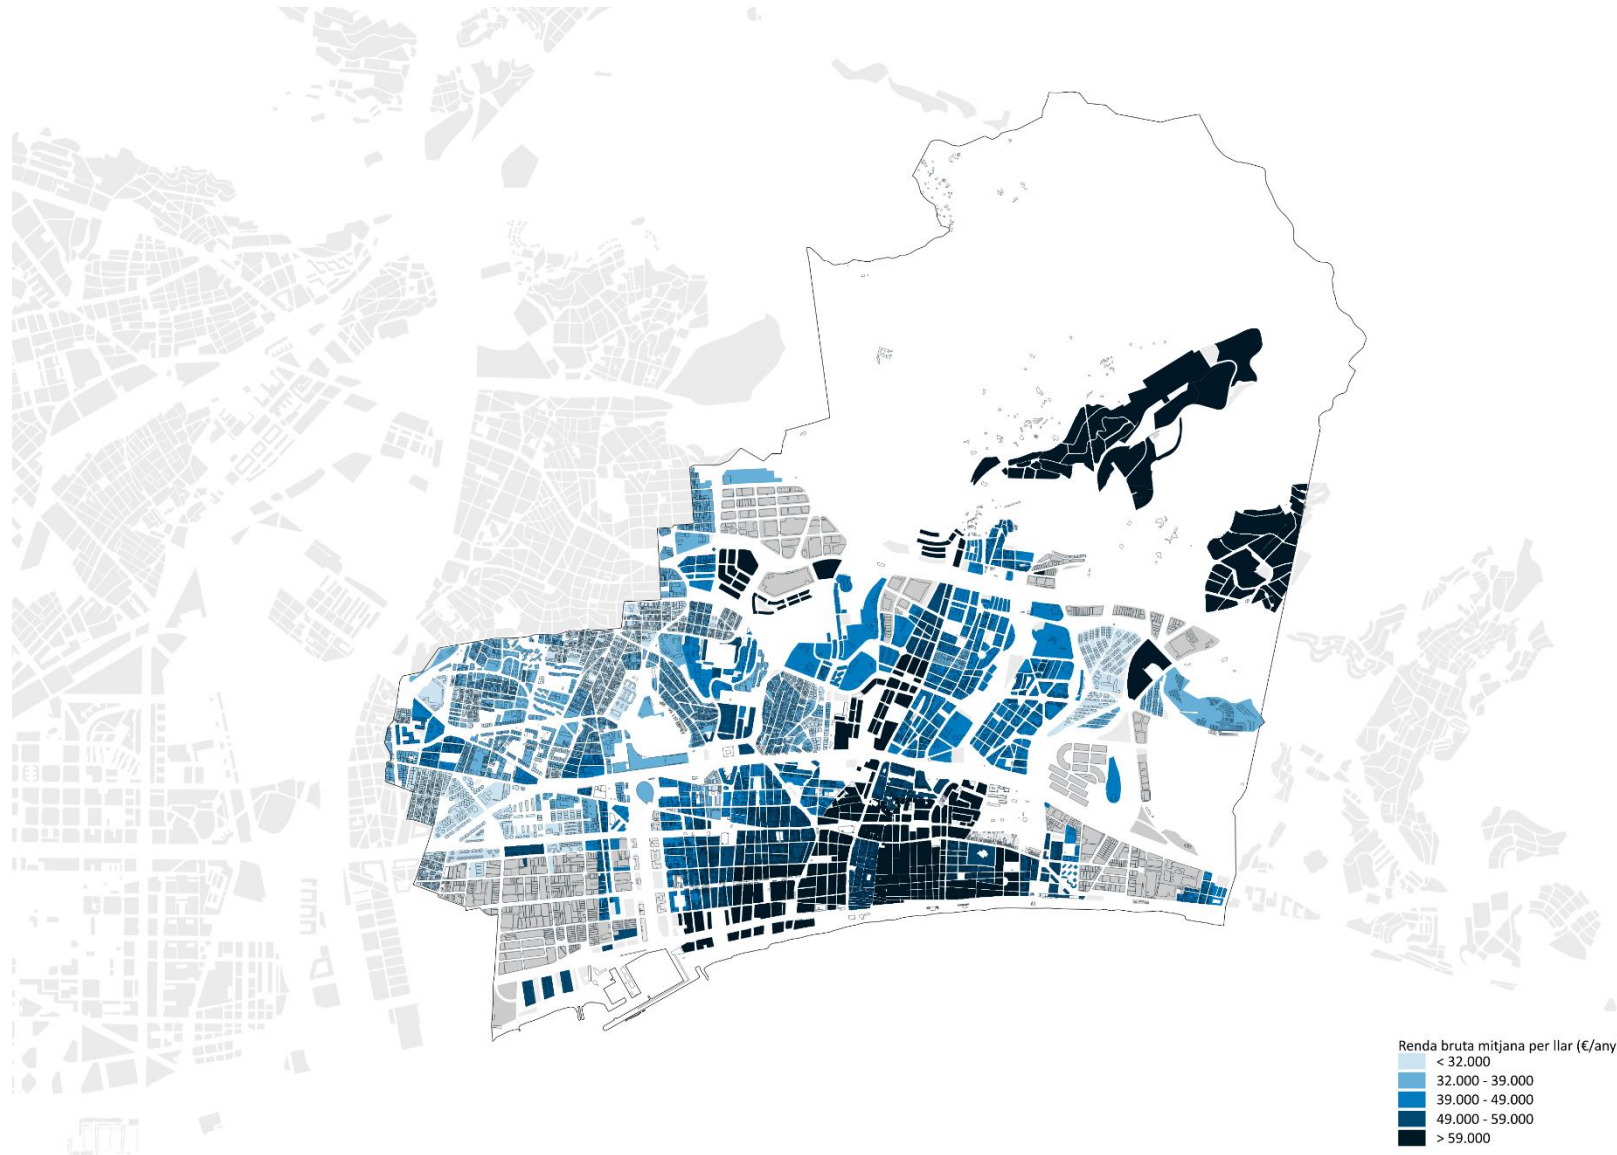 Renda bruta mitjana per llar (€/any
< 32.000
32.000 - 39.000
39.000 - 49.000
49.000 - 59.000
> 59.000